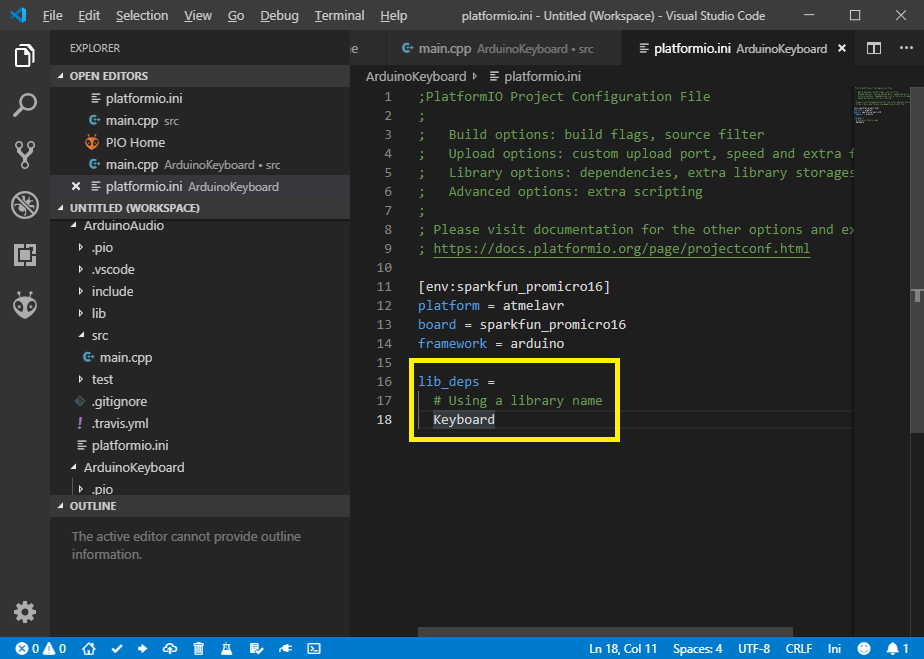 File Edit Selection View Go Debug Terminal Help platformio.ini - Untitled (Workspace) - Visual Studio Code
EXPLORER
OPEN EDITORS
platformio.ini
main.cpp src
PIO Home
main.cpp ArduinoKeyboard • src
platformio.ini ArduinoKeyboard
UNTITLED (WORKSPACE)
ArduinoAudio
.pio
.vscode
include
lib
src
main.cpp
test
.gitignore
.travis.yml
platformio.ini
ArduinoKeyboard
.pio
OUTLINE
The active editor cannot provide outline
information.
main.cpp ArduinoKeyboard • src platformio.ini ArduinoKeyboard
ArduinoKeyboard platformio.ini
1 ;PlatformIO Project Configuration File
2 ;
3 ;   Build options: build flags, source filter
4 ;   Upload options: custom upload port, speed and extra
5 ;   Library options: dependencies, extra library storages
6 ;   Advanced options: extra scripting
7 ;
8 ; Please visit documentation for the other options and ex
9 ; https://docs.platformio.org/page/projectconf.html
10
11 [env:sparkfun_promicro16]
12 platform = atmelavr
13 board = sparkfun_promicro16
14 framework = arduino
15
16 lib_deps =
17   # Using a library name
18   Keyboard
0 0 Ln 18, Col 11 Spaces: 4 UTF-8 CRLF Ini 1